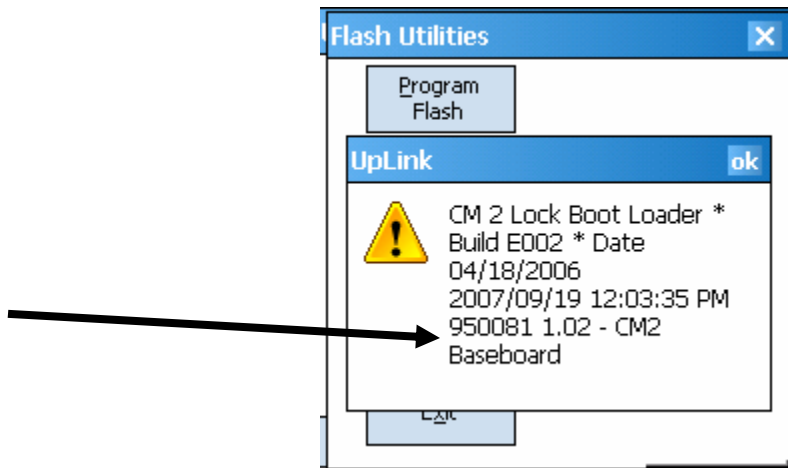 Flash Utilities
Program
Flash
UpLink
ok
CM 2 Lock Boot Loader *
Build E002 * Date
04/18/2006
2007/09/19 12:03:35 PM
950081 1.02 - CM2
Baseboard
Exit